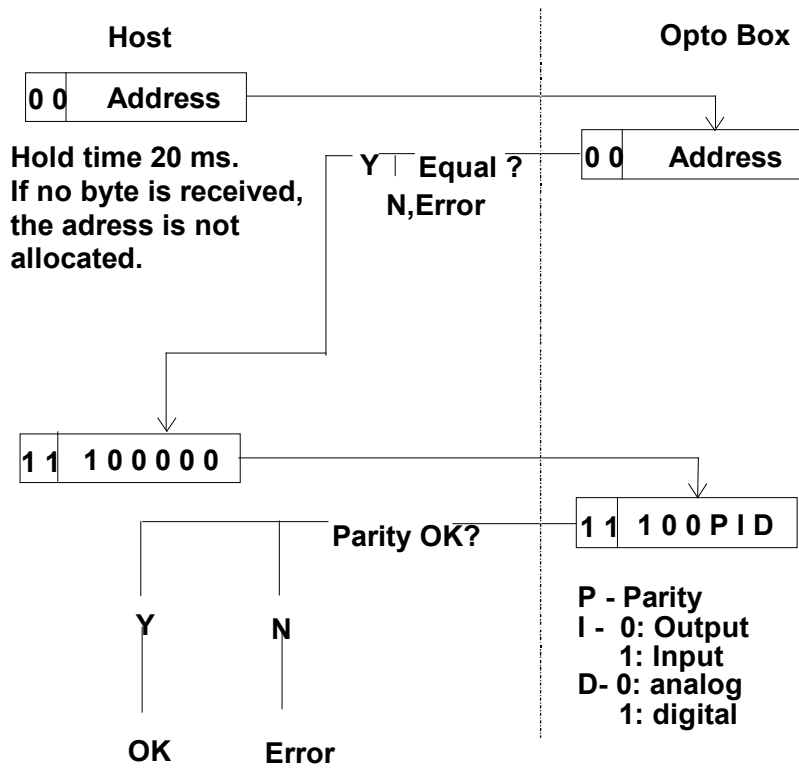 Host
Opto Box
0 0 Address
Hold time 20 ms.
If no byte is received,
the adress is not
allocated.
Y Equal ?
N,Error
0 0 Address
1 1 1 0 0 0 0 0
Parity OK?
1 1 1 0 0 P I D
Y N
OK Error
P - Parity
I - 0: Output
1: Input
D- 0: analog
1: digital